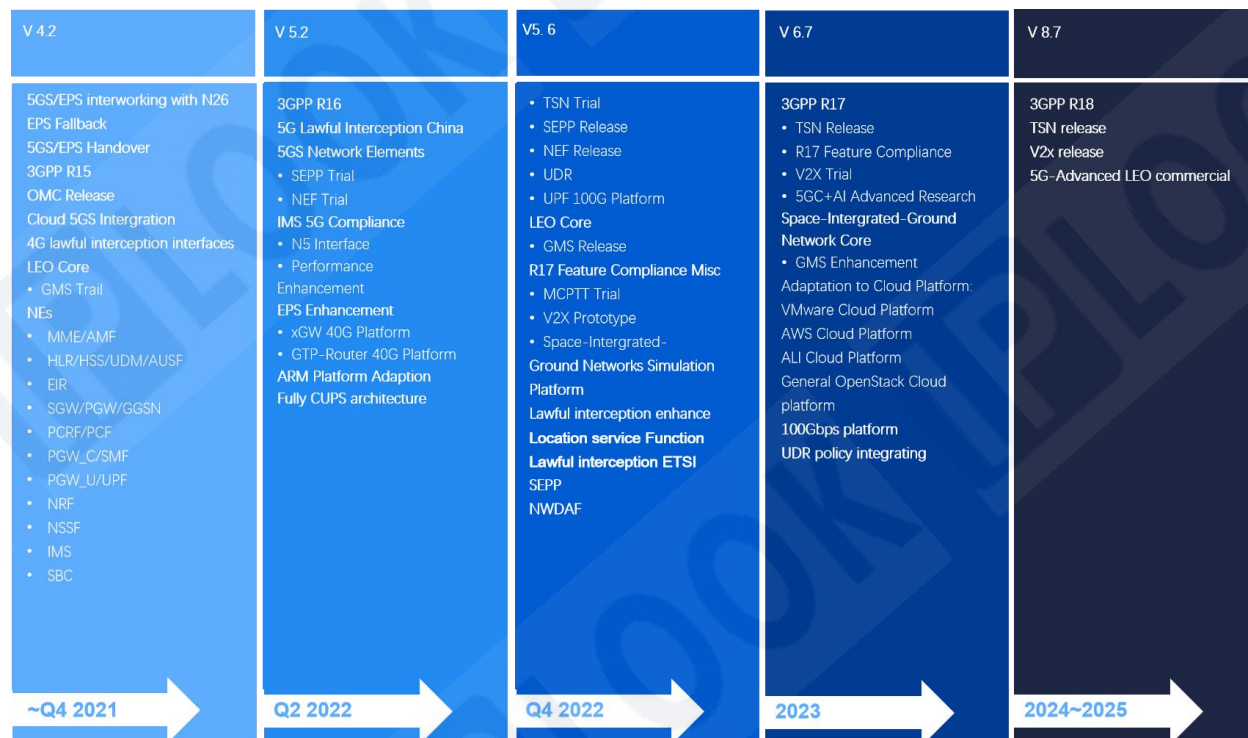 V 4.2
5GS/EPS interworking with N26
EPS Fallback
5GS/EPS Handover
3GPP R15
OMC Release
Cloud 5GS Intergration
4G lawful interception interfaces
LEO Core
• GMS Trail
NEs
• MME/AMF
• HLR/HSS/UDM/AUSF
• EIR
• SGW/PGW/GGSN
• PCRF/PCF
• PGW_C/SMF
• PGW_U/UPF
• NRF
• NSSF
• IMS
• SBC
~Q4 2021
V 5.2
3GPP R16
5G Lawful Interception China
5GS Network Elements
• SEPP Trial
• NEF Trial
IMS 5G Compliance
• N5 Interface
• Performance
Enhancement
EPS Enhancement
• xGW 40G Platform
• GTP-Router 40G Platform
ARM Platform Adaption
Fully CUPS architecture
Q2 2022
V5. 6
• TSN Trial
• SEPP Release
• NEF Release
• UDR
• UPF 100G Platform
LEO Core
• GMS Release
R17 Feature Compliance Misc
• MCPTT Trial
• V2X Prototype
• Space-Intergrated-
Ground Networks Simulation
Platform
Lawful interception enhance
Location service Function
Lawful interception ETSI
SEPP
NWDAF
Q4 2022
V 6.7
3GPP R17
• TSN Release
• R17 Feature Compliance
• V2X Trial
• 5GC+AI Advanced Research
Space-Intergrated-Ground
Network Core
• GMS Enhancement
Adaptation to Cloud Platform:
VMware Cloud Platform
AWS Cloud Platform
ALI Cloud Platform
General OpenStack Cloud
platform
100Gbps platform
UDR policy integrating
2023
V 8.7
3GPP R18
TSN release
V2x release
5G-Advanced LEO commercial
2024~2025
IPLOOK